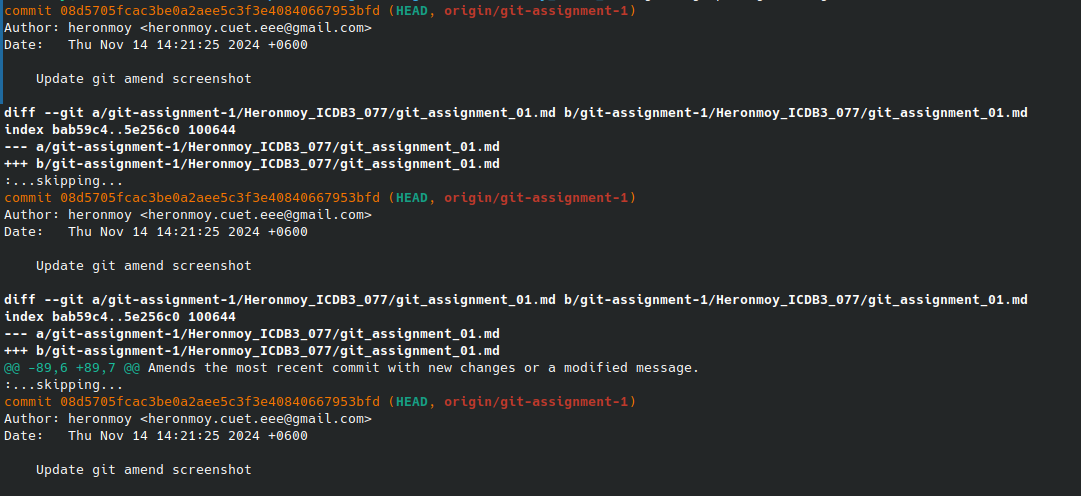 commit 08d5705fcac3be0a2aee5c3f3e40840667953bfd (HEAD, origin/git-assignment-1)
Author: heronmoy <heronmoy.cuet.eee@gmail.com>
Date:   Thu Nov 14 14:21:25 2024 +0600

    Update git amend screenshot

diff --git a/git-assignment-1/Heronmoy_ICDB3_077/git_assignment_01.md b/git-assignment-1/Heronmoy_ICDB3_077/git_assignment_01.md
index bab59c4..5e256c0 100644
--- a/git-assignment-1/Heronmoy_ICDB3_077/git_assignment_01.md
+++ b/git-assignment-1/Heronmoy_ICDB3_077/git_assignment_01.md
:...skipping...
commit 08d5705fcac3be0a2aee5c3f3e40840667953bfd (HEAD, origin/git-assignment-1)
Author: heronmoy <heronmoy.cuet.eee@gmail.com>
Date:   Thu Nov 14 14:21:25 2024 +0600

    Update git amend screenshot

diff --git a/git-assignment-1/Heronmoy_ICDB3_077/git_assignment_01.md b/git-assignment-1/Heronmoy_ICDB3_077/git_assignment_01.md
index bab59c4..5e256c0 100644
--- a/git-assignment-1/Heronmoy_ICDB3_077/git_assignment_01.md
+++ b/git-assignment-1/Heronmoy_ICDB3_077/git_assignment_01.md
@@ -89,6 +89,7 @@ Amends the most recent commit with new changes or a modified message.
:...skipping...
commit 08d5705fcac3be0a2aee5c3f3e40840667953bfd (HEAD, origin/git-assignment-1)
Author: heronmoy <heronmoy.cuet.eee@gmail.com>
Date:   Thu Nov 14 14:21:25 2024 +0600

    Update git amend screenshot